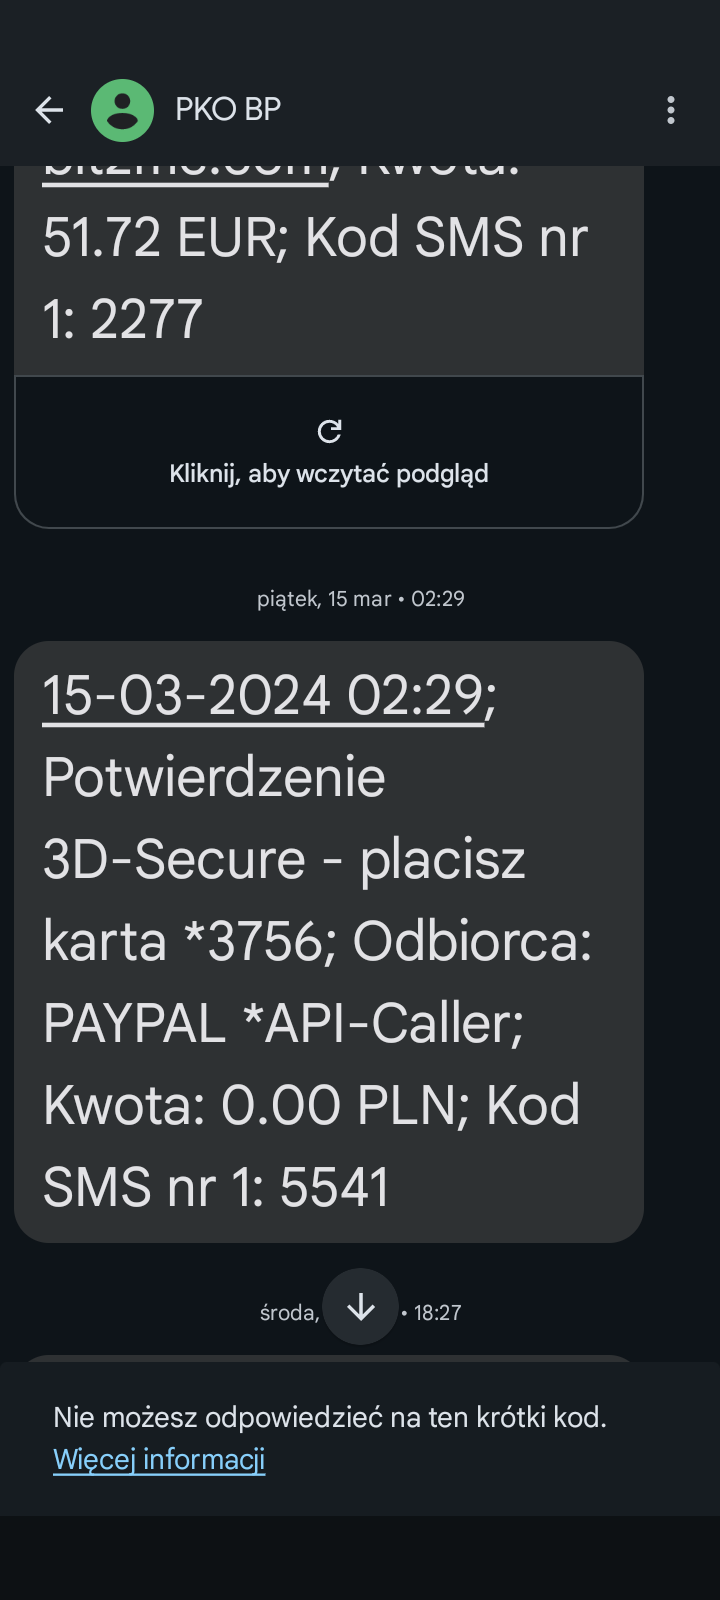 PKO BP
bit2me.com, Kwota:
51.72 EUR; Kod SMS nr
1: 2277
Kliknij, aby wczytać podgląd
piątek, 15 mar • 02:29
15-03-2024 02:29;
Potwierdzenie
3D-Secure - placisz
karta *3756; Odbiorca:
PAYPAL *API-Caller;
Kwota: 0.00 PLN; Kod
SMS nr 1: 5541
środa, • 18:27
Nie możesz odpowiedzieć na ten krótki kod.
Więcej informacji